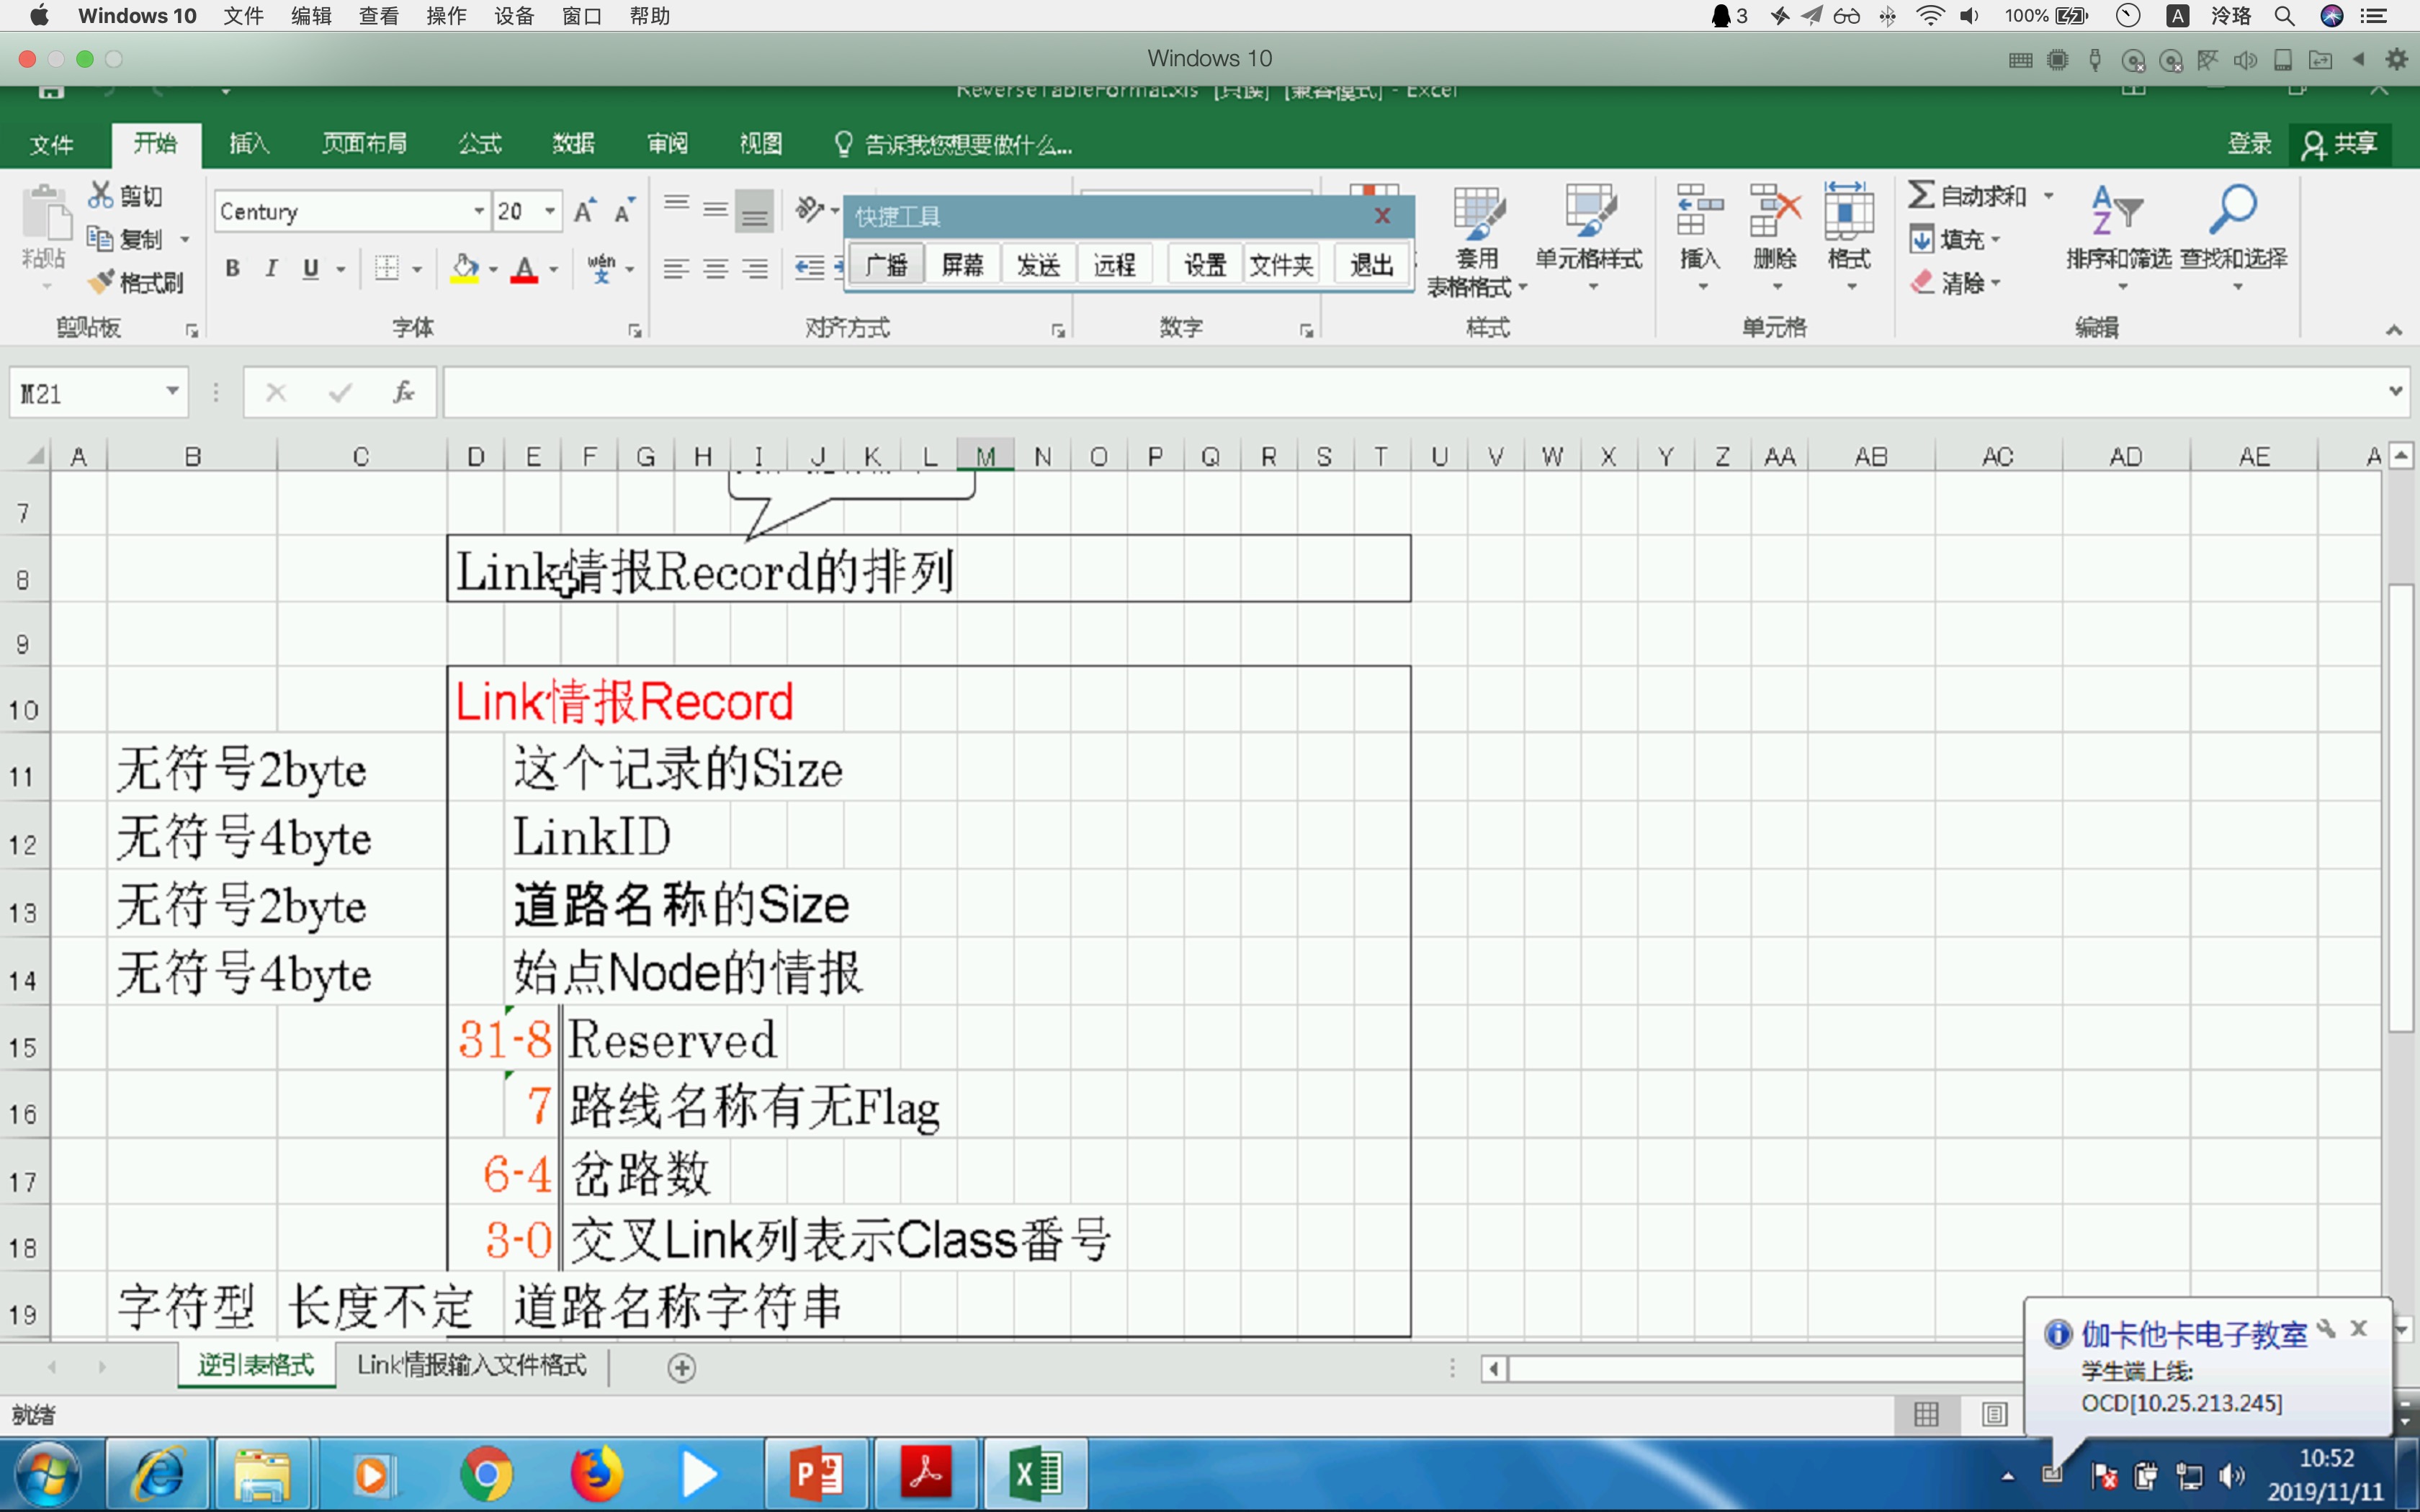 Windows 10 文件 编辑 查看 操作 设备 窗口 帮助 3 100% A 泠珞
Windows 10
ReverseTableFormat.xls [只读] [兼容模式] - Excel
文件 开始 插入 页面布局 公式 数据 审阅 视图 告诉我您想要做什么... 登录 共享
粘贴 剪切 复制 格式刷 剪贴板
Century 20 A A
B I U A wén 文
字体 对齐方式 数字
快捷工具 X
广播 屏幕 发送 远程 设置 文件夹 退出
套用
表格格式 单元格样式 样式
插入 删除 格式 单元格
自动求和 填充 清除 排序和筛选 查找和选择 编辑
M21 fx
A B C D E F G H I J K L M N O P Q R S T U V W X Y Z AA AB AC AD AE A
7
8 Link情报Record的排列
9
10 Link情报Record
11 无符号2byte 这个记录的Size
12 无符号4byte LinkID
13 无符号2byte 道路名称的Size
14 无符号4byte 始点Node的情报
15 31-8 Reserved
16 7 路线名称有无Flag
17 6-4 岔路数
18 3-0 交叉Link列表示Class番号
19 字符型 长度不定 道路名称字符串
逆引表格式 Link情报输入文件格式
就绪
伽卡他卡电子教室
学生端上线:
OCD[10.25.213.245]
10:52
2019/11/11